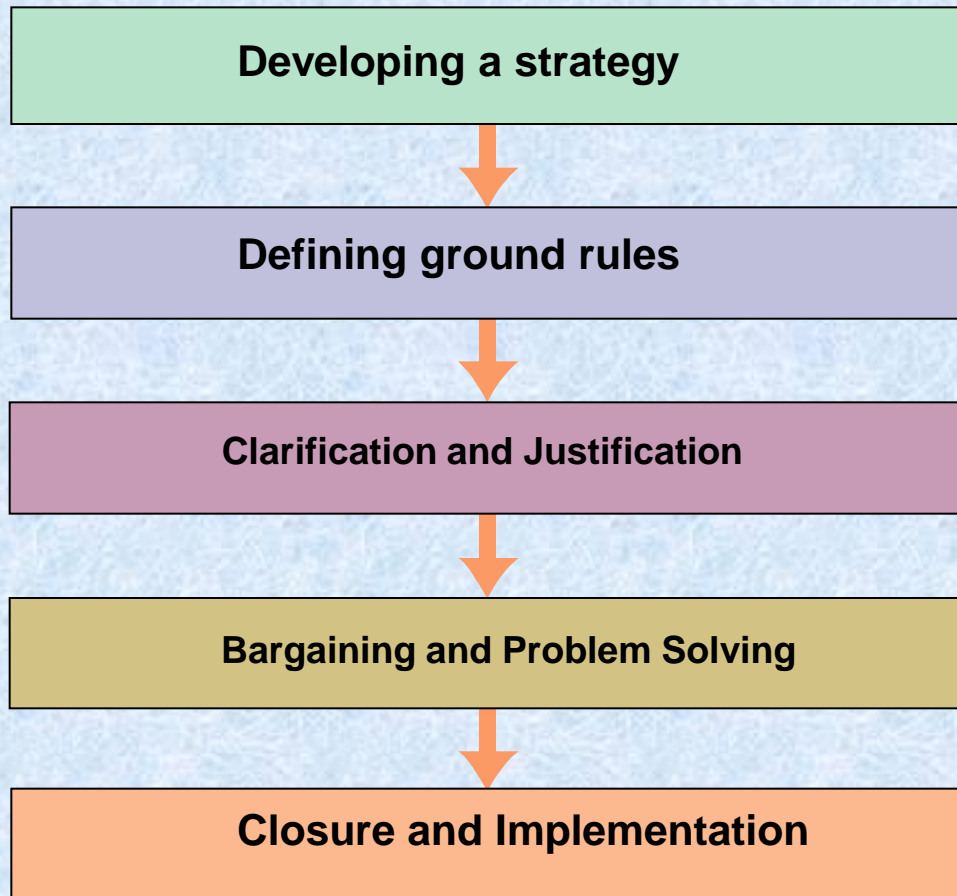 Developing a strategy
Defining ground rules
Clarification and Justification
Bargaining and Problem Solving
Closure and Implementation